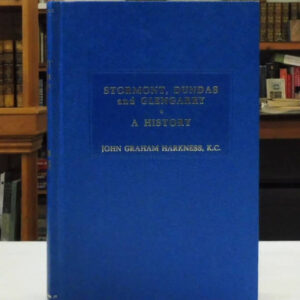 STORMONT, DUNDAS
and GLENGARRY
A HISTORY
JOHN GRAHAM HARKNESS, K.C.